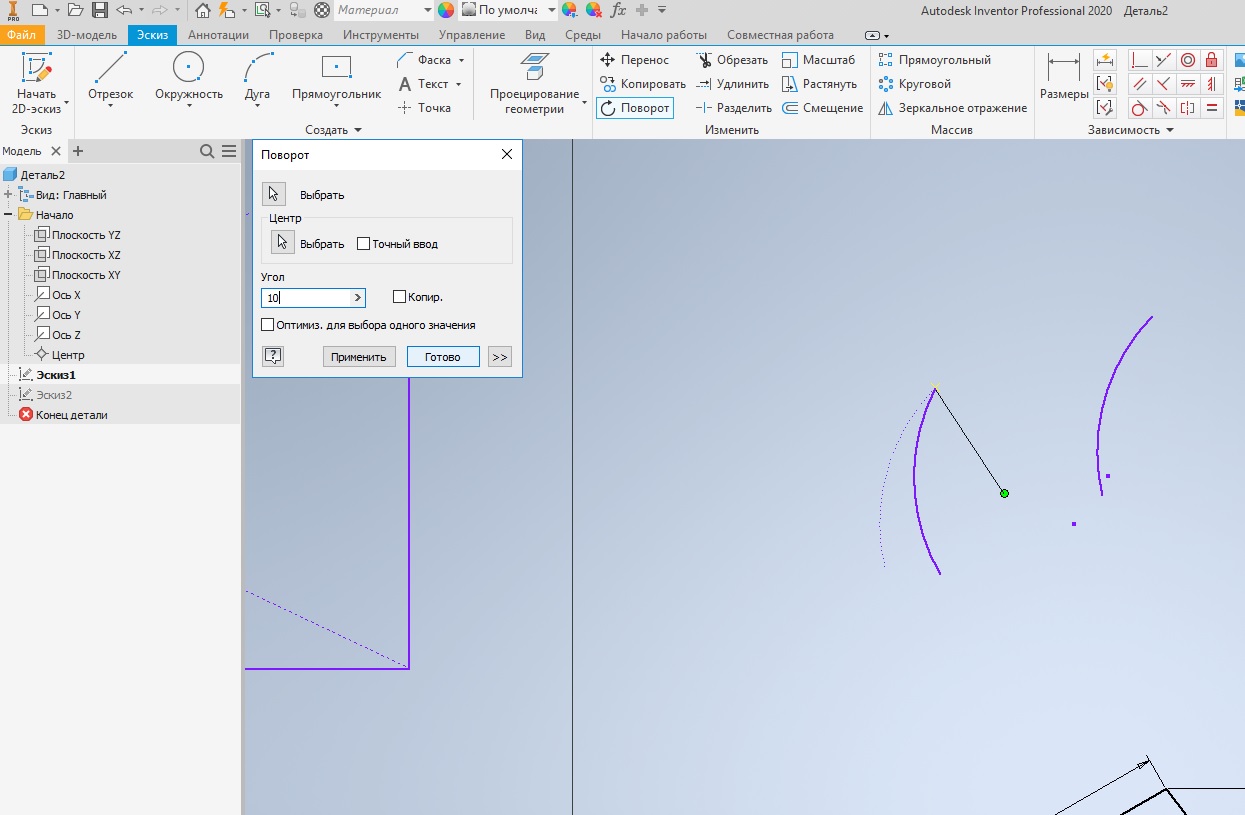 PRO
Материал
По умолча
fx
Autodesk Inventor Professional 2020 Деталь2
Файл 3D-модель Эскиз Аннотации Проверка Инструменты Управление Вид Среды Начало работы Совместная работа
Начать 2D-эскиз
Отрезок
Окружность
Дуга
Прямоугольник
Фаска
Текст
Точка
Проецирование геометрии
Перенос
Копировать
Поворот
Обрезать
Удлинить
Разделить
Масштаб
Растянуть
Смещение
Прямоугольный
Круговой
Зеркальное отражение
Размеры
Эскиз Создать Изменить Массив Зависимость
Модель
Деталь2
Вид: Главный
Начало
Плоскость YZ
Плоскость XZ
Плоскость XY
Ось X
Ось Y
Ось Z
Центр
Эскиз1
Эскиз2
Конец детали
Поворот
Выбрать
Центр
Выбрать Точный ввод
Угол
10 Копир.
Оптимиз. для выбора одного значения
? Применить Готово >>